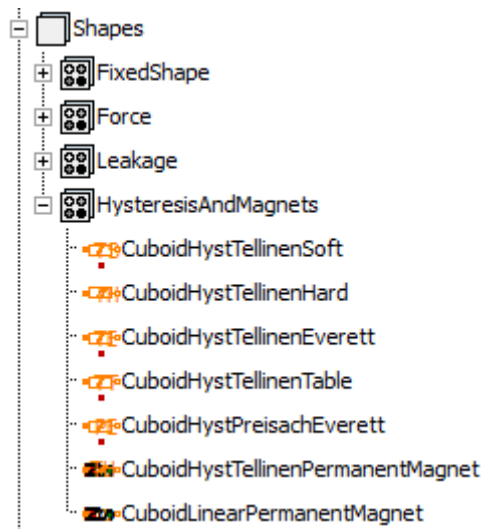 Shapes
FixedShape
Force
Leakage
HysteresisAndMagnets
CuboidHystTellinenSoft
CuboidHystTellinenHard
CuboidHystTellinenEverett
CuboidHystTellinenTable
CuboidHystPreisachEverett
CuboidHystTellinenPermanentMagnet
CuboidLinearPermanentMagnet